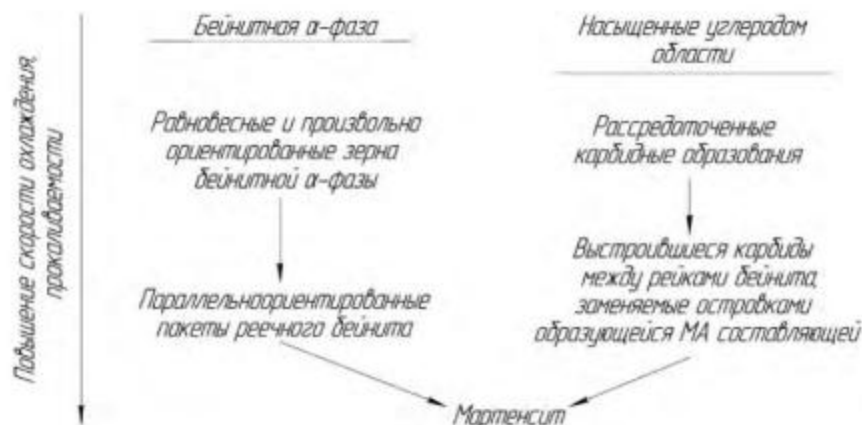 Повышение скорости охлаждения,
прокаливаемости
Бейнитная α-фаза
Равновесные и произвольно
ориентированные зерна
бейнитной α-фазы
Параллельноориентированные
пакеты реечного бейнита
Насыщенные углеродом
области
Рассредоточенные
карбидные образования
Выстроившиеся карбиды
между рейками бейнита,
заменяемые островками
образующейся МА составляющей
Мартенсит